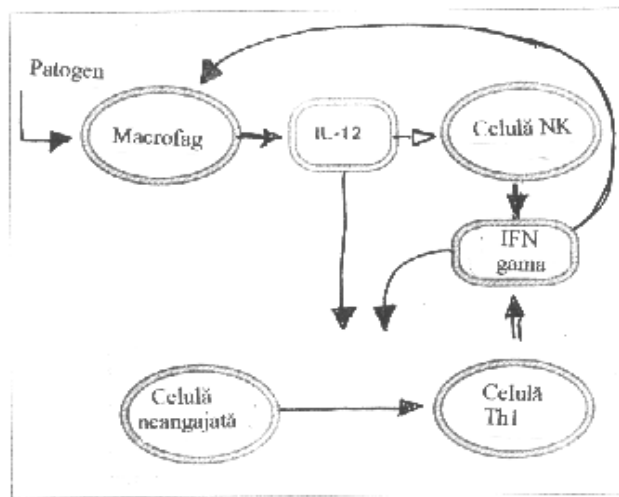 Patogen
Macrofag
IL-12
Celulă NK
IFN
gama
Celulă
neangajată
Celulă
Th1